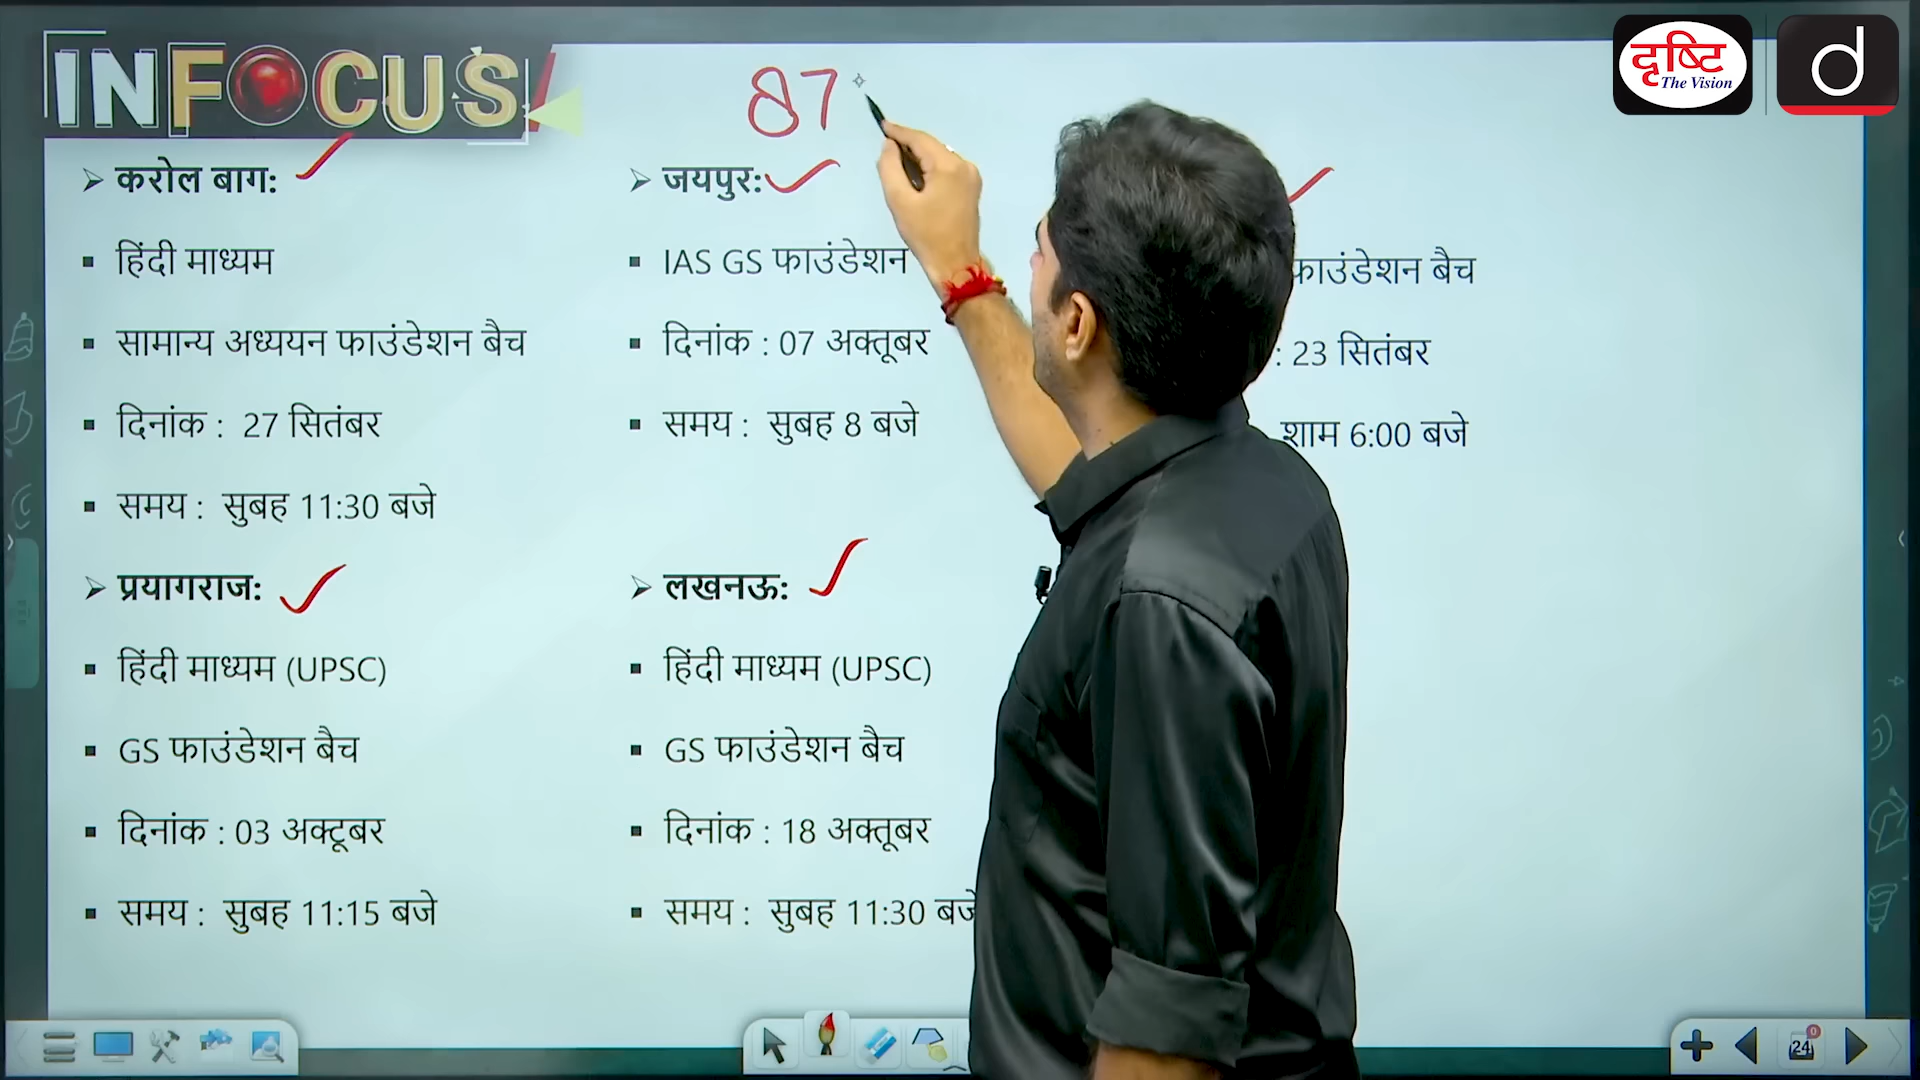 INFOCUS
87
दृष्टि
The Vision
d
करोल बाग:
हिंदी माध्यम
सामान्य अध्ययन फाउंडेशन बैच
दिनांक : 27 सितंबर
समय : सुबह 11:30 बजे
जयपुर:
IAS GS फाउंडेशन
दिनांक : 07 अक्तूबर
समय : सुबह 8 बजे
फाउंडेशन बैच
: 23 सितंबर
शाम 6:00 बजे
प्रयागराज:
हिंदी माध्यम (UPSC)
GS फाउंडेशन बैच
दिनांक : 03 अक्टूबर
समय : सुबह 11:15 बजे
लखनऊ:
हिंदी माध्यम (UPSC)
GS फाउंडेशन बैच
दिनांक : 18 अक्तूबर
समय : सुबह 11:30 बजे
24
0